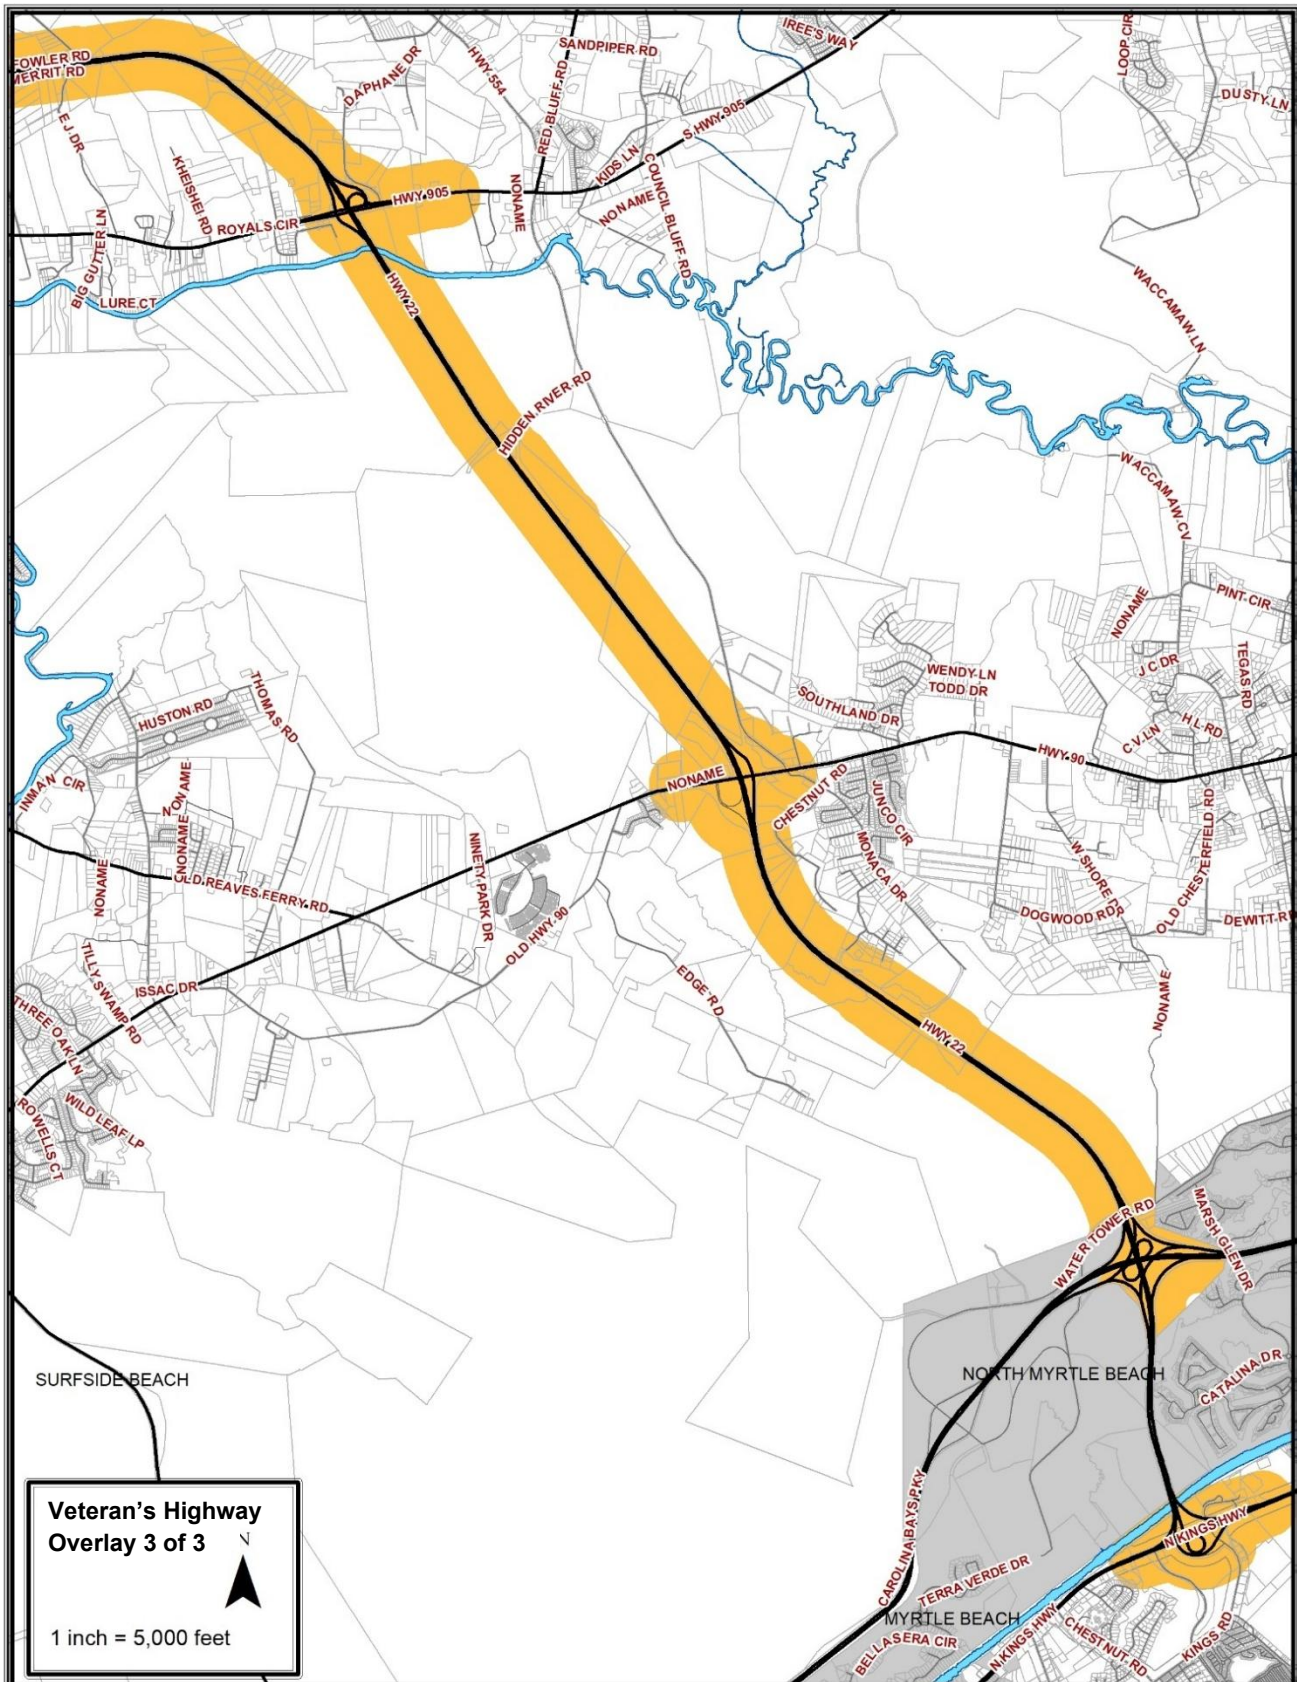 FOWLER RD
MERRIT RD
EJ DR
KHEISHEI RD
DAPHANE DR
HWY 554
SANDPIPER RD
RED BLUFF RD
IREE'S WAY
S HWY 905
KIDS LN
COUNCIL BLUFF RD
NONAME
NONAME
LOOP CIR
DUSTY LN
HWY 905
ROYALS CIR
BIG GUTTER LN
LURE CT
HWY 22
HIDDEN RIVER RD
WACCAMAW LN
WACCAMAW CV
NONAME
PINT CIR
J C DR
TEGAS RD
H L RD
C V LN
WENDY LN
TODD DR
SOUTHLAND DR
HWY 90
HUSTON RD
THOMAS RD
INMAN CIR
NONAME
NONAME
NONAME
NONAME
CHESTNUT RD
JUNCO CIR
MONACA DR
W SHORE DR
OLD CHESTERFIELD RD
DOGWOOD RD
DEWITT R
NONAME
OLD REAVES FERRY RD
NINETY PARK DR
OLD HWY 90
EDGE RD
TILLY SWAMP RD
ISSAC DR
THREE OAK LN
WILD LEAF LP
ROWELLS CT
HWY 22
WATER TOWER RD
MARSH GLEN DR
SURFSIDE BEACH
NORTH MYRTLE BEACH
CATALINA DR
CAROLINA BAYS PKY
N KINGS HWY
TERRA VERDE DR
MYRTLE BEACH
BELLASERA CIR
N KINGS HWY
CHESTNUT RD
KINGS RD
Veteran's Highway
Overlay 3 of 3
N
1 inch = 5,000 feet